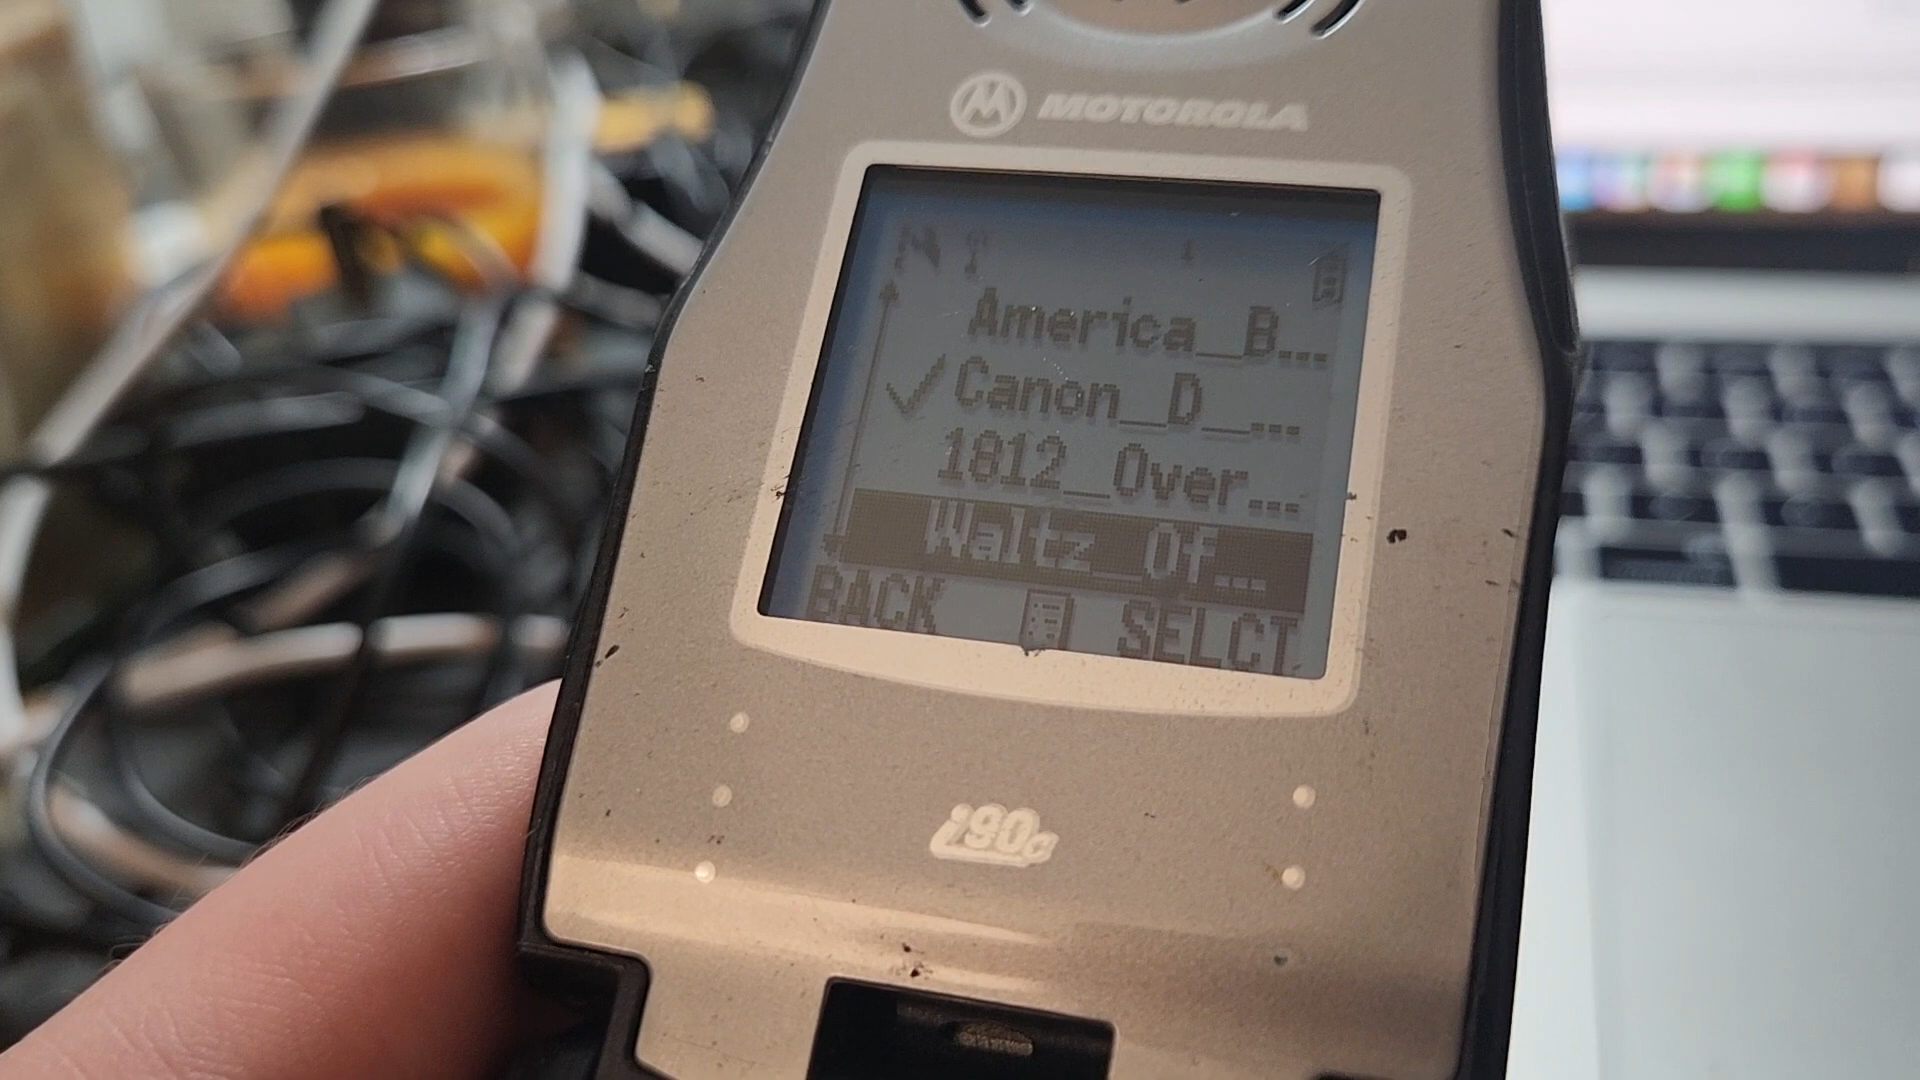 MOTOROLA
America_B...
Canon_D_...
1812_Over...
Waltz_Of...
BACK SELCT
i90c